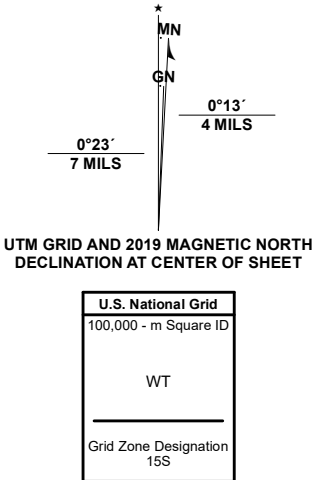 ★
MN
GN
0°13´
4 MILS
0°23´
7 MILS
UTM GRID AND 2019 MAGNETIC NORTH
DECLINATION AT CENTER OF SHEET
U.S. National Grid
100,000 - m Square ID
WT
Grid Zone Designation
15S